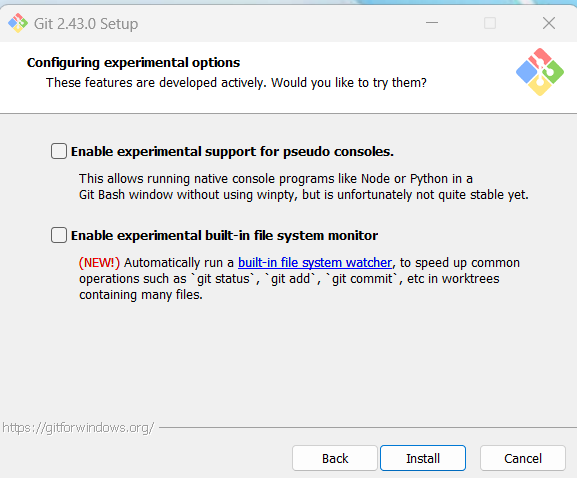 Git 2.43.0 Setup
Configuring experimental options
These features are developed actively. Would you like to try them?
Enable experimental support for pseudo consoles.
This allows running native console programs like Node or Python in a
Git Bash window without using winpty, but is unfortunately not quite stable yet.
Enable experimental built-in file system monitor
(NEW!) Automatically run a built-in file system watcher, to speed up common
operations such as `git status`, `git add`, `git commit`, etc in worktrees
containing many files.
https://gitforwindows.org/
Back Install Cancel